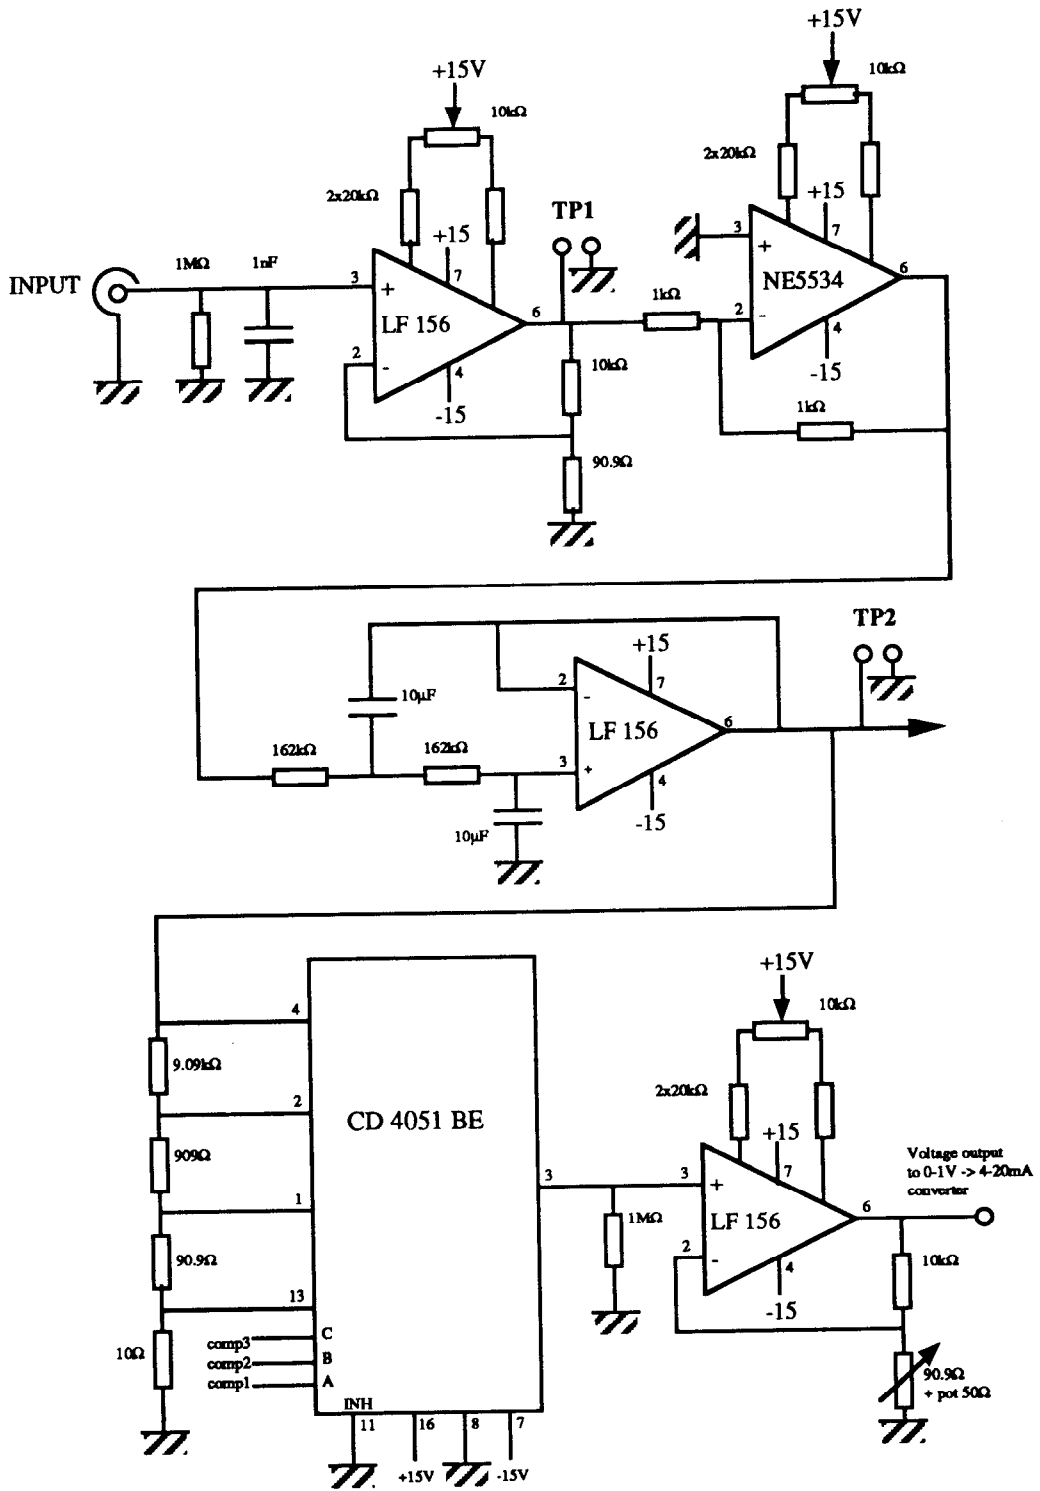 +15V
10kΩ
+15V
10kΩ
2x20kΩ
2x20kΩ
+15
TP1
+15
7
3
+
NE5534
6
INPUT
1MΩ
1nF
3
+
7
LF 156
6
1kΩ
2
-
4
-15
2
-
4
-15
10kΩ
1kΩ
90.9Ω
TP2
+15
7
2
-
10µF
LF 156
6
162kΩ
162kΩ
3
+
4
-15
10µF
+15V
10kΩ
4
9.09kΩ
2
2x20kΩ
CD 4051 BE
+15
7
909Ω
Voltage output
to 0-1V -> 4-20mA
converter
3
3
+
1
1MΩ
LF 156
6
2
-
4
90.9Ω
10kΩ
13
-15
10Ω
comp3
C
comp2
B
comp1
A
90.9Ω
+ pot 50Ω
INH
11
16
8
7
+15V
-15V